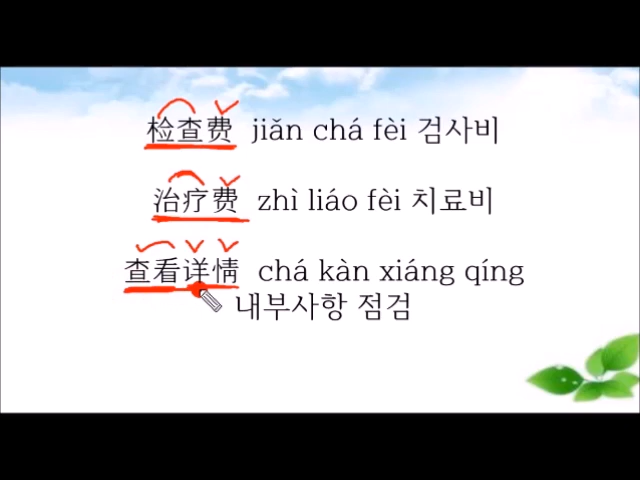 检查费 jiǎn chá fèi 검사비
治疗费 zhì liáo fèi 치료비
查看详情 chá kàn xiáng qíng
내부사항 점검